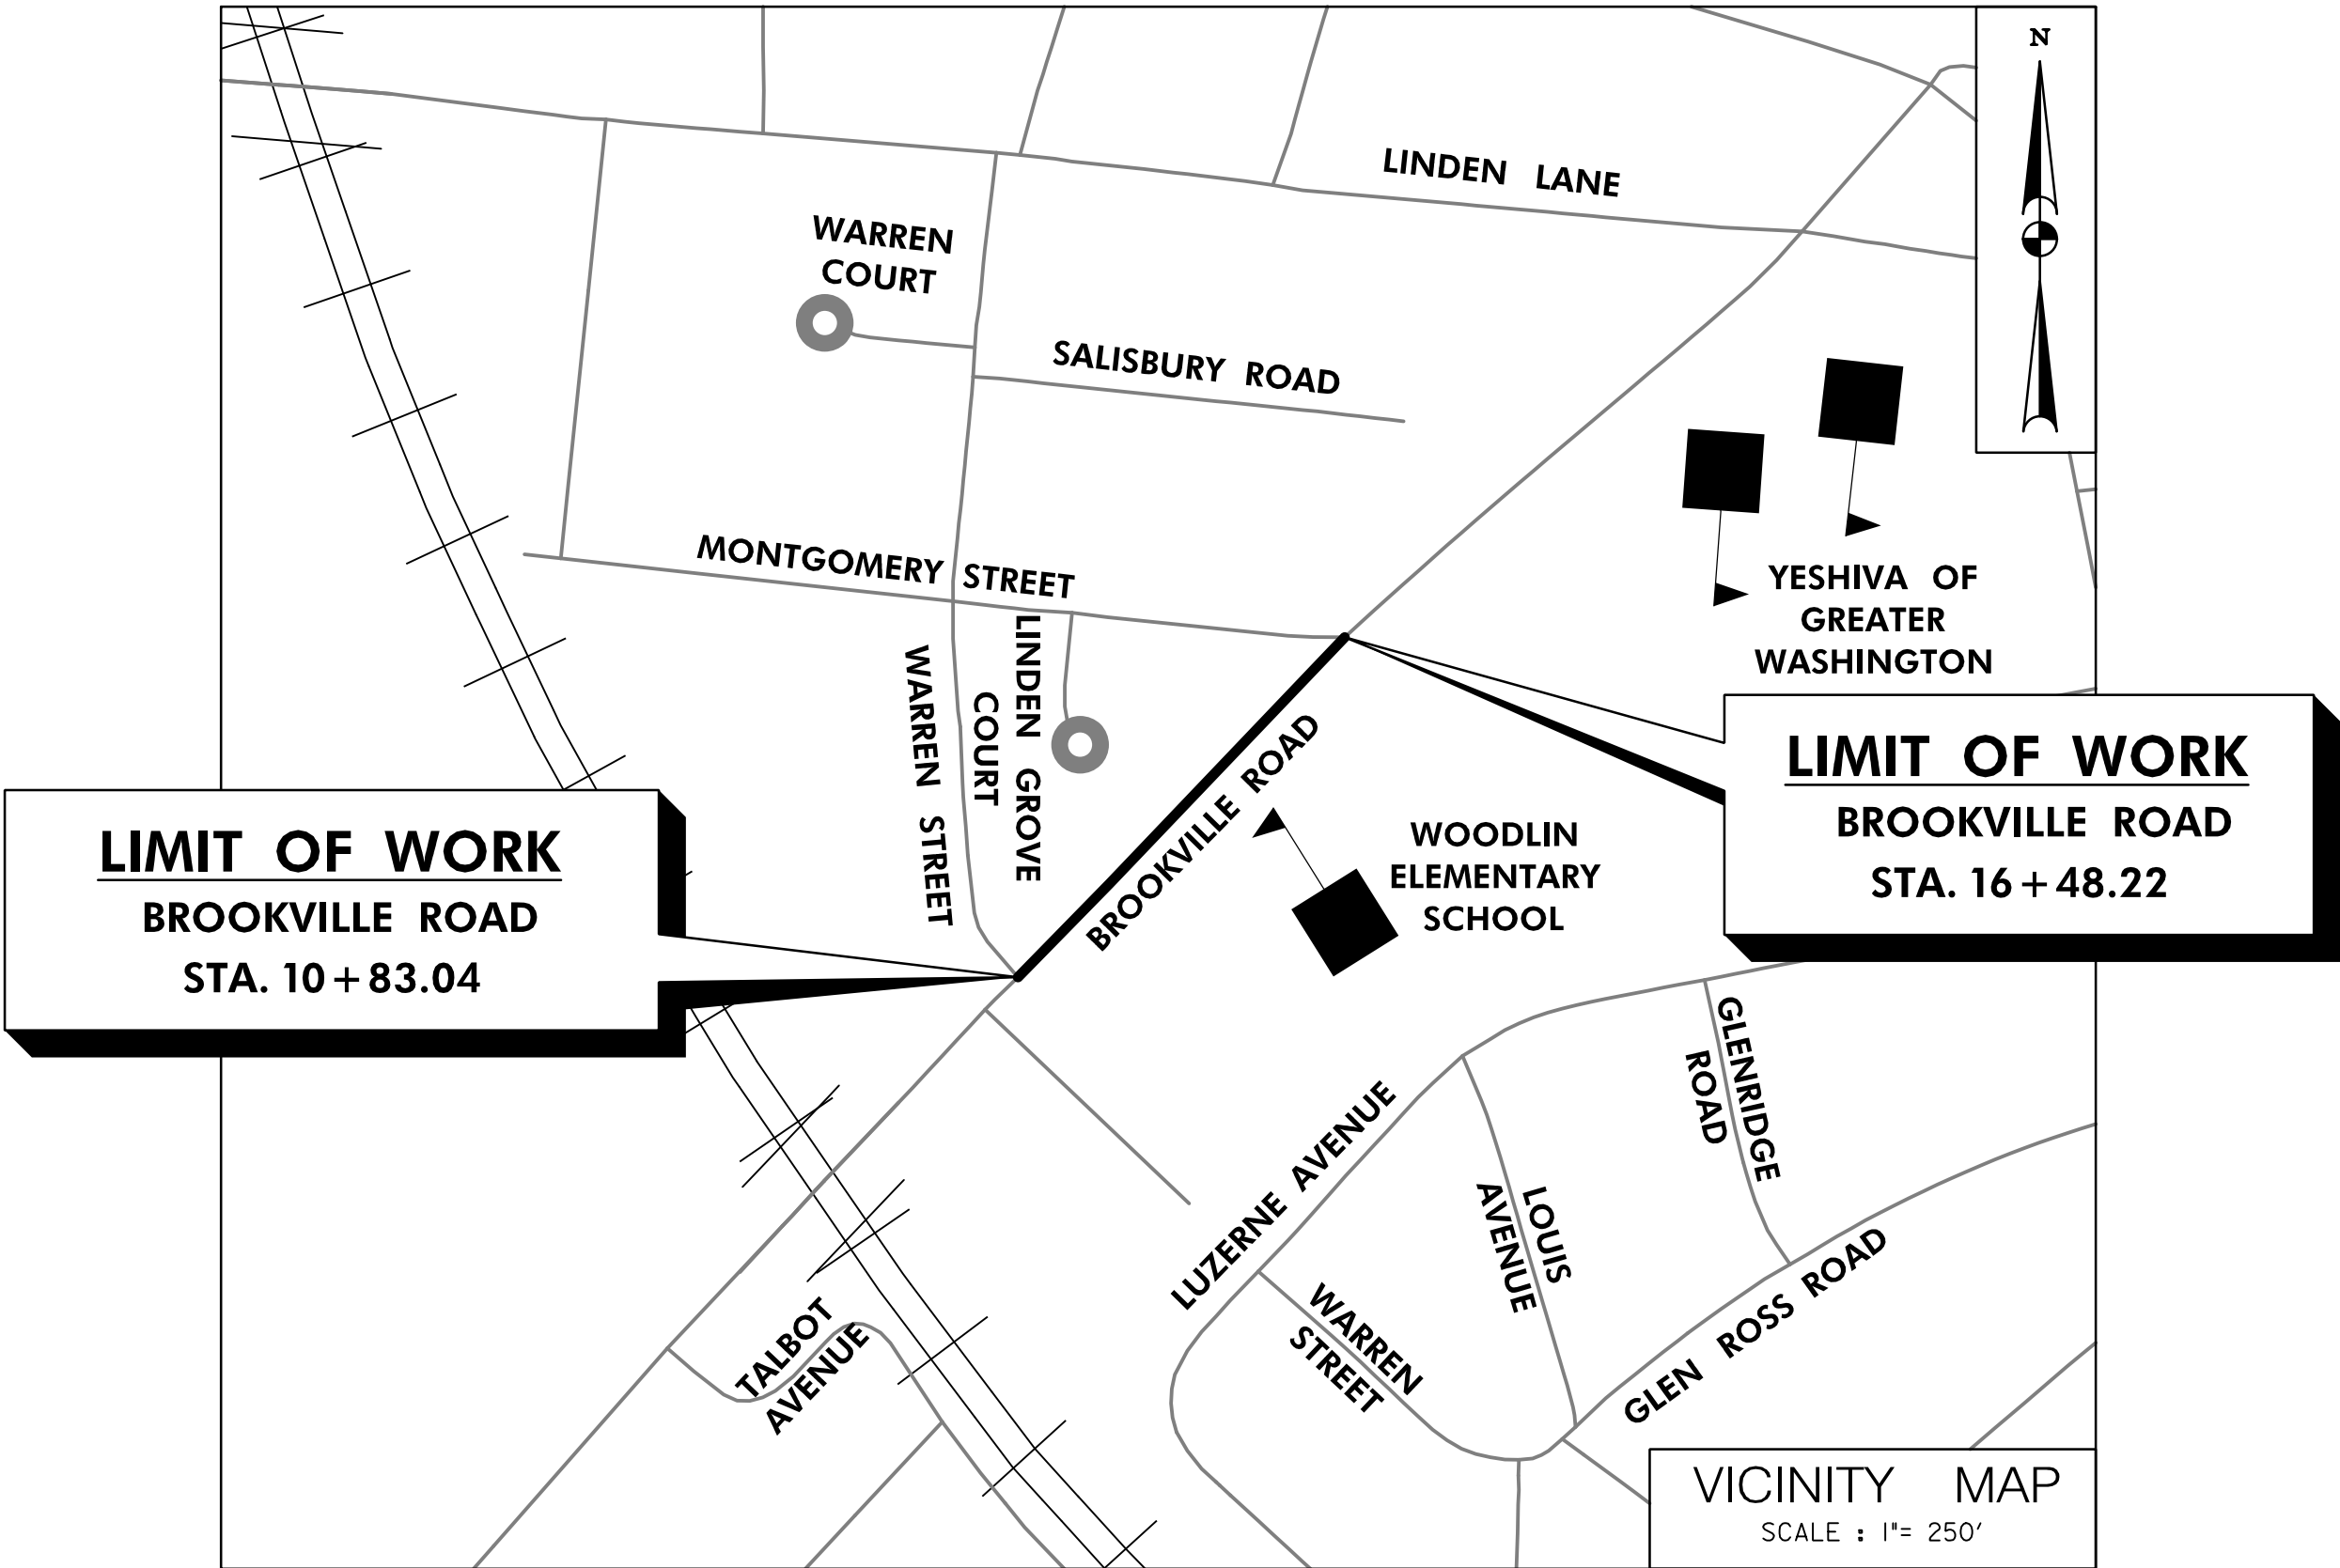 N
LINDEN LANE
WARREN
COURT
SALISBURY ROAD
MONTGOMERY STREET
YESHIVA OF
GREATER
WASHINGTON
LINDEN GROVE
COURT
WARREN STREET
BROOKVILLE ROAD
LIMIT OF WORK
BROOKVILLE ROAD
STA. 16+48.22
WOODLIN
ELEMENTARY
SCHOOL
LIMIT OF WORK
BROOKVILLE ROAD
STA. 10+83.04
GLENRIDGE
ROAD
LUZERNE AVENUE
LOUIS
AVENUE
WARREN
STREET
GLEN ROSS ROAD
TALBOT
AVENUE
VICINITY MAP
SCALE : 1"= 250'